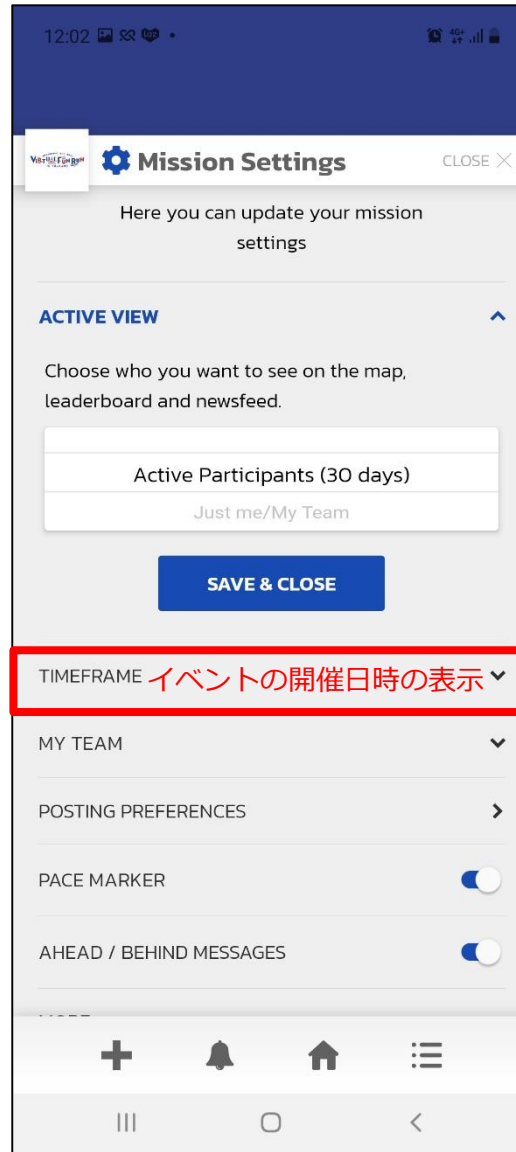 12:02
Mission Settings
CLOSE
Here you can update your mission
settings
ACTIVE VIEW
Choose who you want to see on the map,
leaderboard and newsfeed.
Active Participants (30 days)
Just me/My Team
SAVE & CLOSE
TIMEFRAME イベントの開催日時の表示
MY TEAM
POSTING PREFERENCES
PACE MARKER
AHEAD / BEHIND MESSAGES